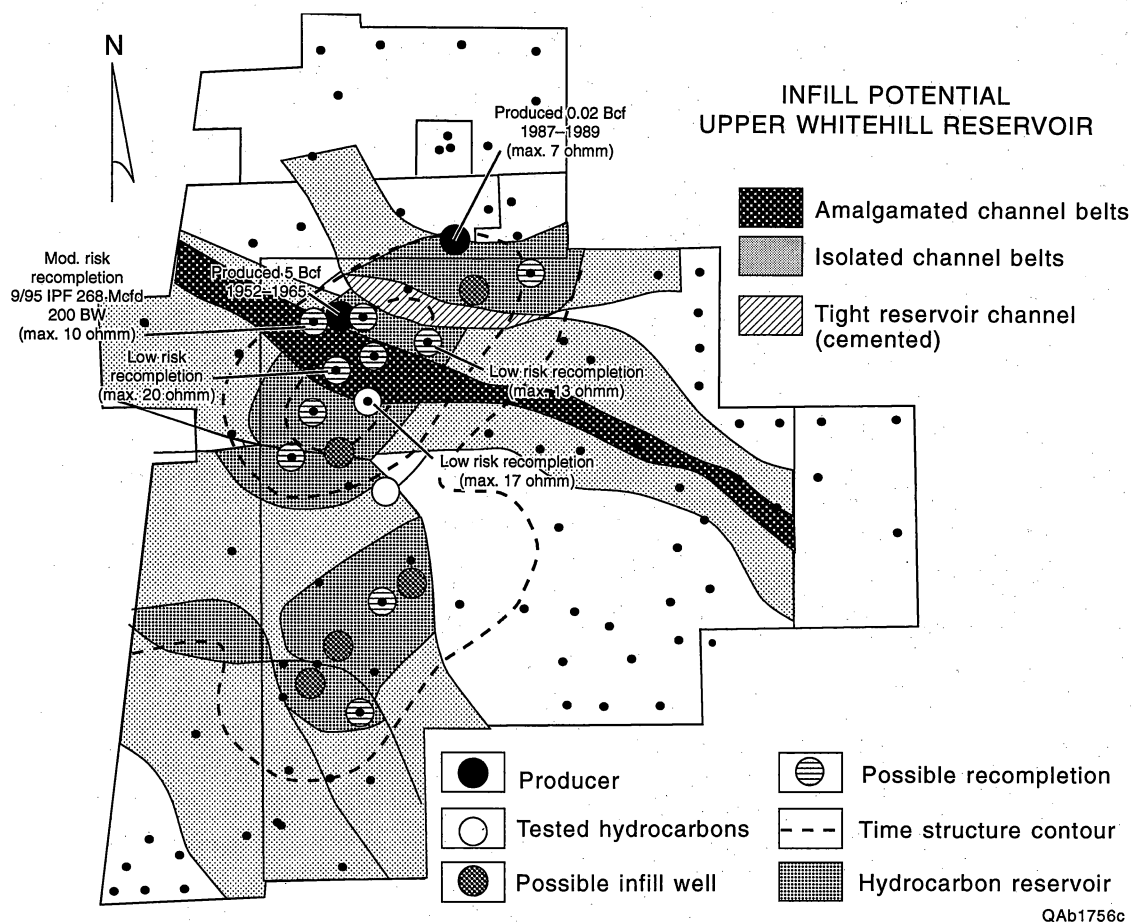 N
INFILL POTENTIAL
UPPER WHITEHILL RESERVOIR
Produced 0.02 Bcf
1987–1989
(max. 7 ohmm)
Amalgamated channel belts
Isolated channel belts
Tight reservoir channel
(cemented)
Mod. risk
recompletion
9/95 IPF 268 Mcfd
200 BW
(max. 10 ohmm)
Produced 5 Bcf
1952–1965
Low risk
recompletion
(max. 20 ohmm)
Low risk recompletion
(max. 13 ohmm)
Low risk recompletion
(max. 17 ohmm)
Producer
Tested hydrocarbons
Possible infill well
Possible recompletion
Time structure contour
Hydrocarbon reservoir
QAb1756c